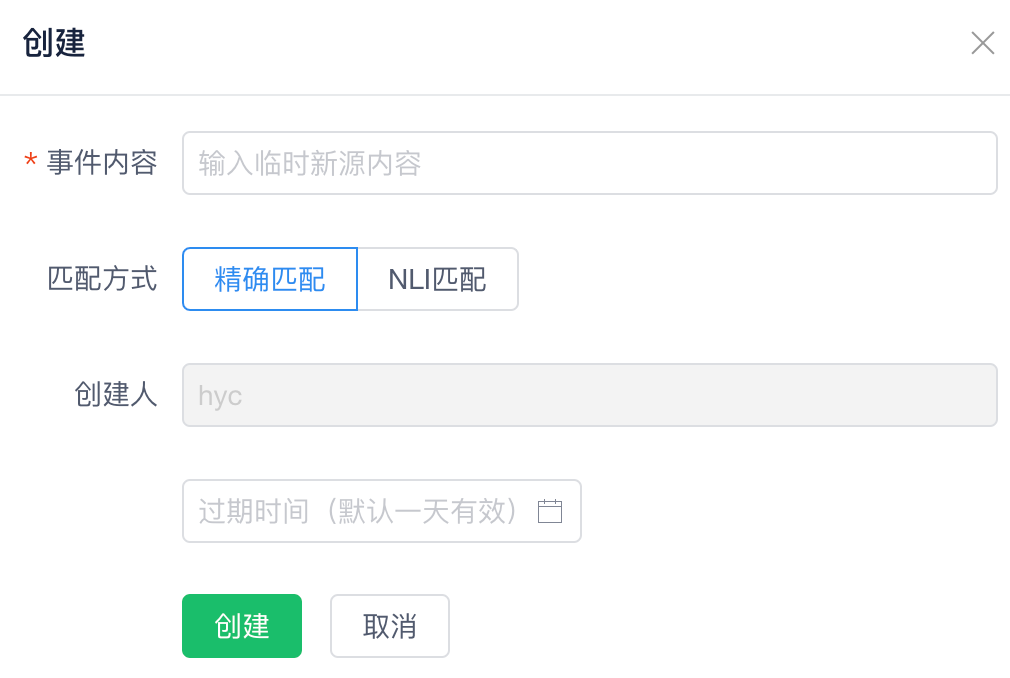 创建
* 事件内容 输入临时新源内容
匹配方式 精确匹配 NLI匹配
创建人 hyc
过期时间（默认一天有效）
创建 取消